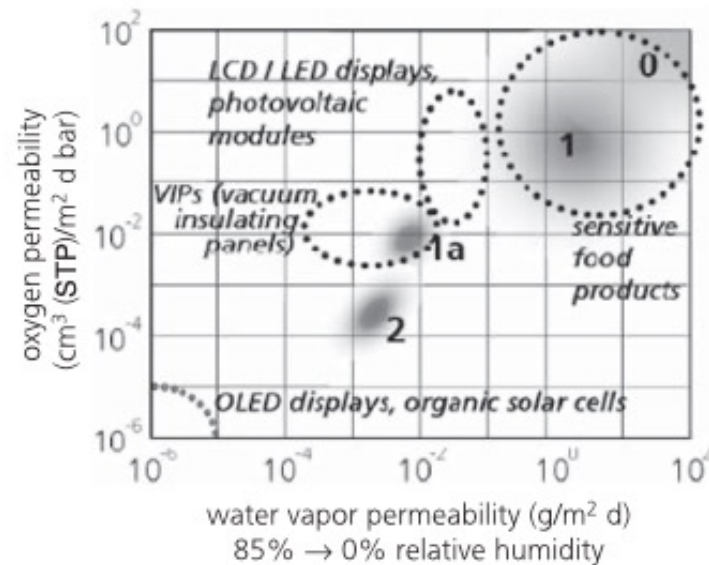 10²
10⁰
10⁻²
10⁻⁴
10⁻⁶
oxygen permeability
(cm³ (STP)/m² d bar)
LCD / LED displays,
photovoltaic
modules
0
1
VIPs (vacuum
insulating
panels)
1a
sensitive
food
products
2
OLED displays, organic solar cells
10⁻⁶
10⁻⁴
10⁻²
10⁰
water vapor permeability (g/m² d)
85% → 0% relative humidity